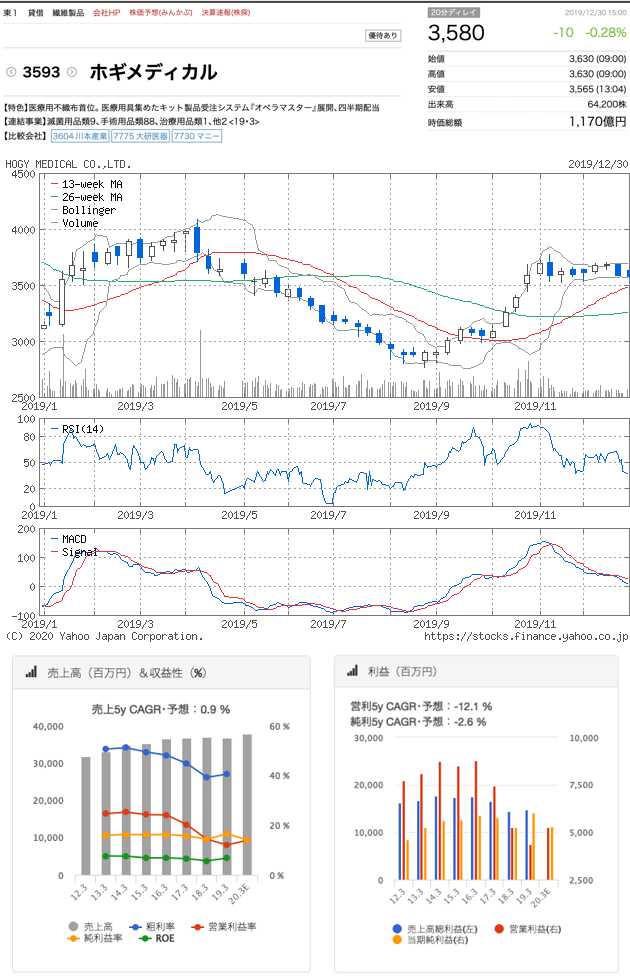 東1 貸借 繊維製品 会社HP 株価予想(みんかぶ) 決算速報(株探)
優待あり
3593 ホギメディカル
【特色】医療用不織布首位。医療用具集めたキット製品受注システム『オペラマスター』展開、四半期配当
【連結事業】滅菌用品類9、手術用品類88、治療用品類1、他2<19・3>
【比較会社】 3604 川本産業 7775 大研医器 7730 マニー
20分ディレイ 2019/12/30 15:00
3,580 -10 -0.28%
始値 3,630 (09:00)
高値 3,630 (09:00)
安値 3,565 (13:04)
出来高 64,200株
時価総額 1,170億円
HOGY MEDICAL CO.,LTD. 2019/12/30
4500
4000
3500
3000
2500
13-week MA
26-week MA
Bollinger
Volume
2019/1 2019/3 2019/5 2019/7 2019/9 2019/11
100
80
50
20
0
RSI(14)
2019/1 2019/3 2019/5 2019/7 2019/9 2019/11
200
100
0
-100
MACD
Signal
2019/1 2019/3 2019/5 2019/7 2019/9 2019/11
(C) 2020 Yahoo Japan Corporation. https://stocks.finance.yahoo.co.jp
売上高（百万円）＆収益性（%）
売上5y CAGR・予想：0.9 %
40,000
30,000
20,000
10,000
0
60 %
40 %
20 %
0 %
12.3 13.3 14.3 15.3 16.3 17.3 18.3 19.3 20.3E
売上高 粗利率 営業利益率
純利益率 ROE
利益（百万円）
営利5y CAGR・予想：-12.1 %
純利5y CAGR・予想：-2.6 %
30,000
20,000
10,000
0
10,000
7,500
5,000
2,500
12.3 13.3 14.3 15.3 16.3 17.3 18.3 19.3 20.3E
売上高総利益(左) 営業利益(右)
当期純利益(右)